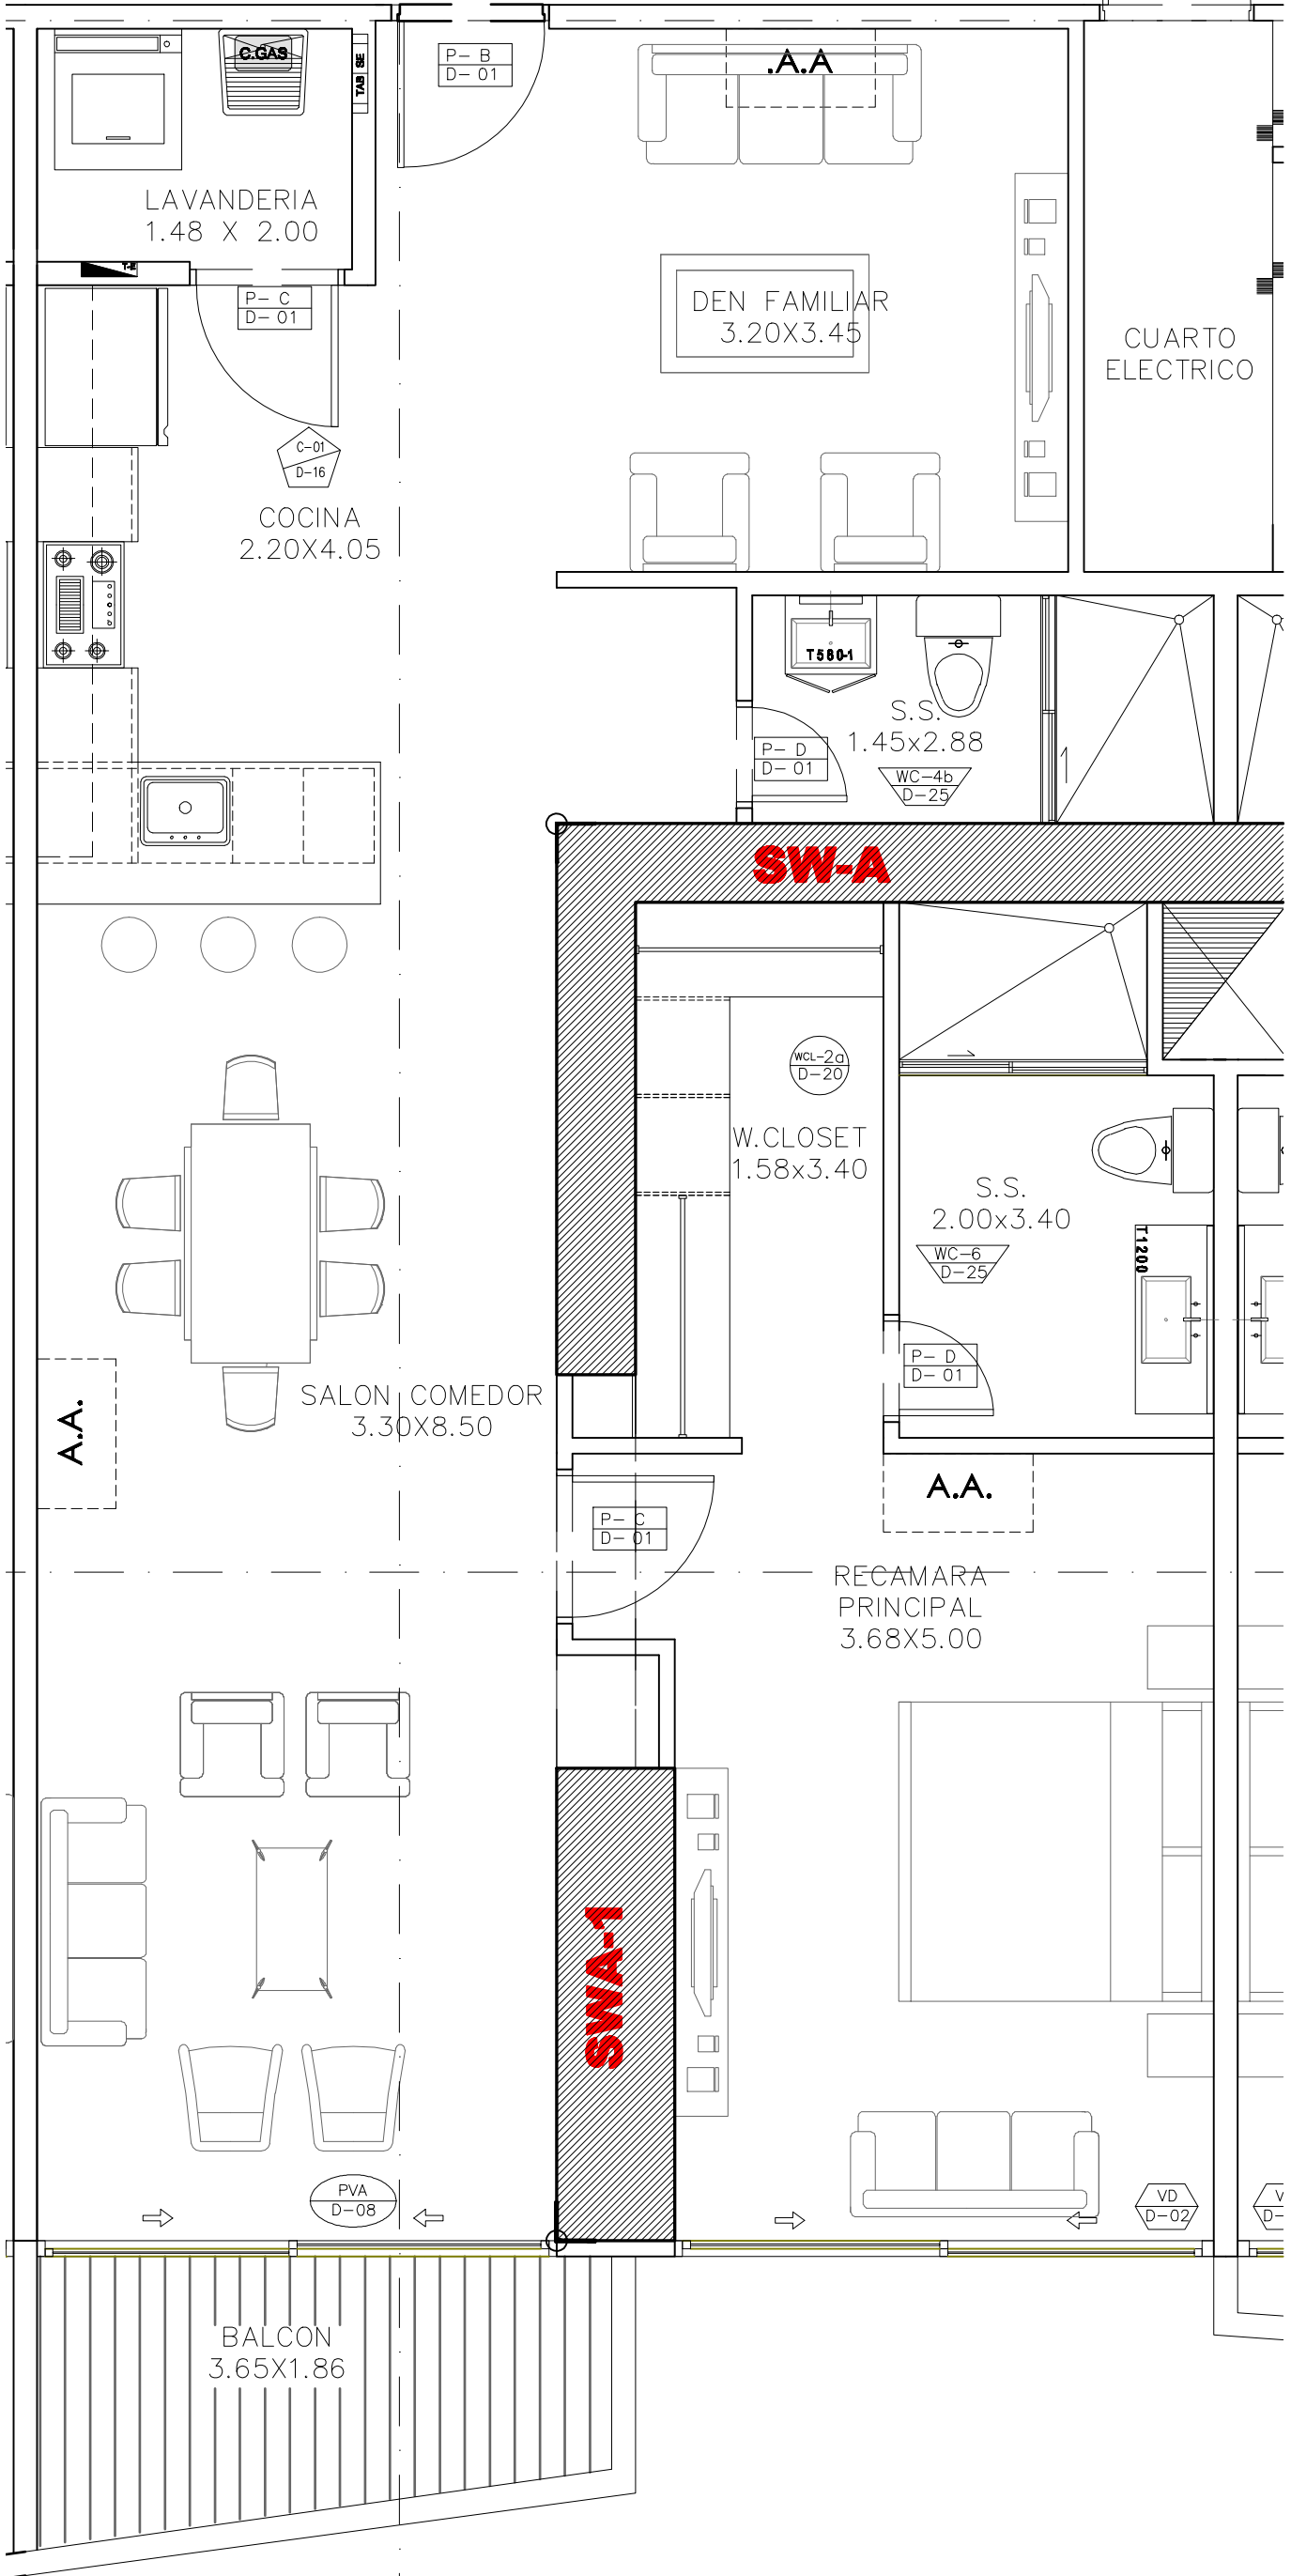 C.GAS
TAB SE
P- B
D- 01
.A.A
LAVANDERIA
1.48 X 2.00
P- C
D- 01
DEN FAMILIAR
3.20X3.45
CUARTO
ELECTRICO
C-01
D-16
COCINA
2.20X4.05
T560-1
S.S.
1.45x2.88
P- D
D- 01
WC-4b
D-25
SW-A
WCL-2a
D-20
W.CLOSET
1.58x3.40
S.S.
2.00x3.40
WC-6
D-25
T1200
P- D
D- 01
SALON COMEDOR
3.30X8.50
A.A.
A.A.
P- C
D- 01
RECAMARA
PRINCIPAL
3.68X5.00
SWA-1
PVA
D-08
VD
D-02
V
D-
BALCON
3.65X1.86